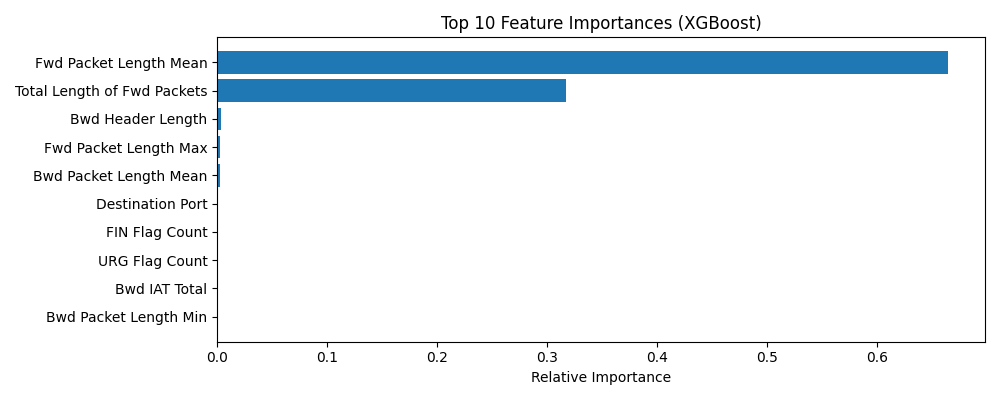 Top 10 Feature Importances (XGBoost)
Fwd Packet Length Mean
Total Length of Fwd Packets
Bwd Header Length
Fwd Packet Length Max
Bwd Packet Length Mean
Destination Port
FIN Flag Count
URG Flag Count
Bwd IAT Total
Bwd Packet Length Min
0.0 0.1 0.2 0.3 0.4 0.5 0.6
Relative Importance